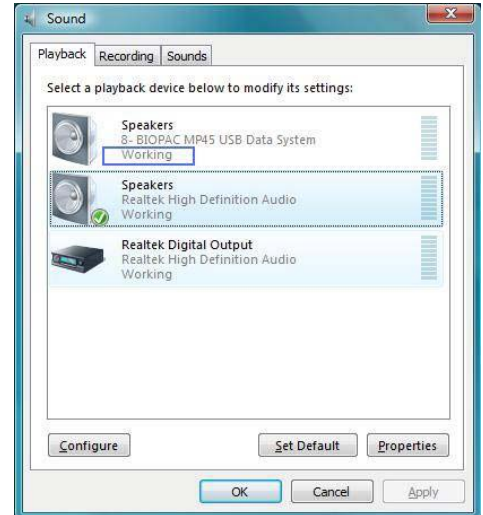 Sound
Playback Recording Sounds
Select a playback device below to modify its settings:
Speakers
8- BIOPAC MP45 USB Data System
Working
Speakers
Realtek High Definition Audio
Working
Realtek Digital Output
Realtek High Definition Audio
Working
Configure Set Default Properties
OK Cancel Apply